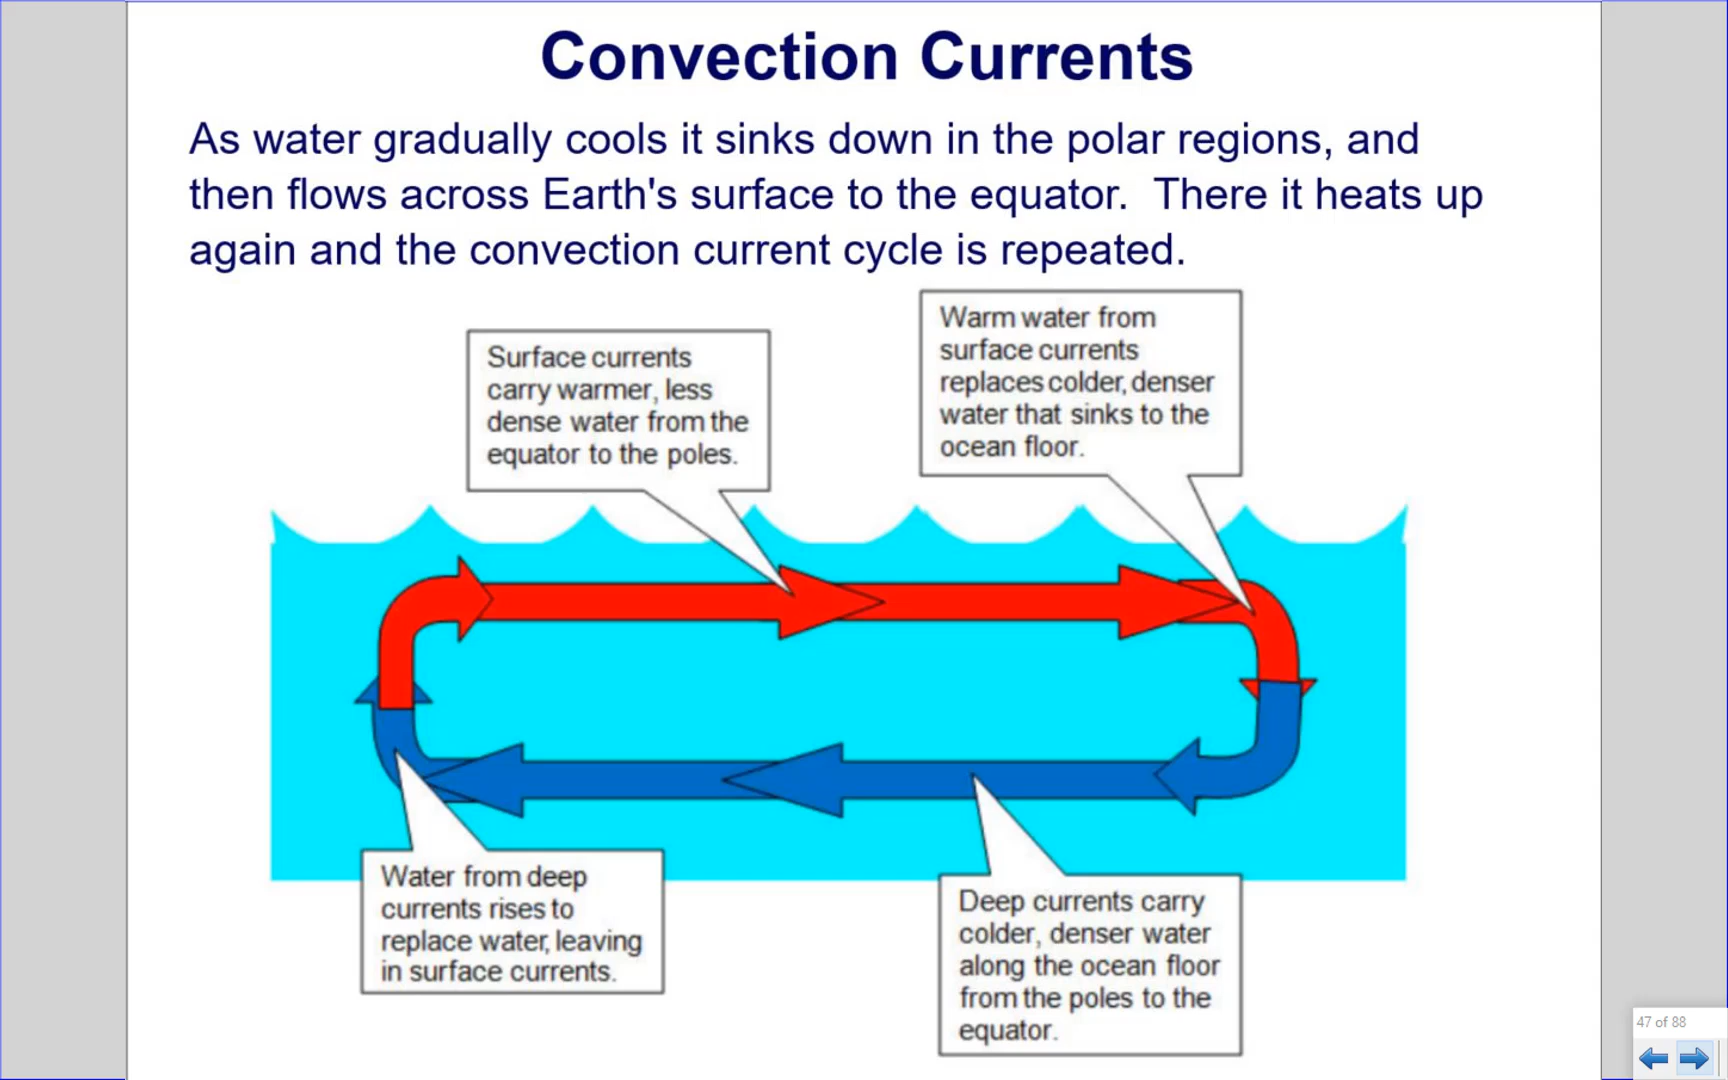 Convection Currents
As water gradually cools it sinks down in the polar regions, and
then flows across Earth's surface to the equator.  There it heats up
again and the convection current cycle is repeated.
Surface currents
carry warmer, less
dense water from the
equator to the poles.
Warm water from
surface currents
replaces colder, denser
water that sinks to the
ocean floor.
Water from deep
currents rises to
replace water, leaving
in surface currents.
Deep currents carry
colder, denser water
along the ocean floor
from the poles to the
equator.
47 of 88